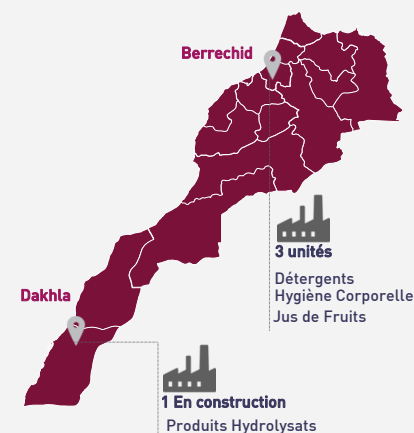 Berrechid
3 unités
Détergents
Hygiène Corporelle
Jus de Fruits
Dakhla
1 En construction
Produits Hydrolysats